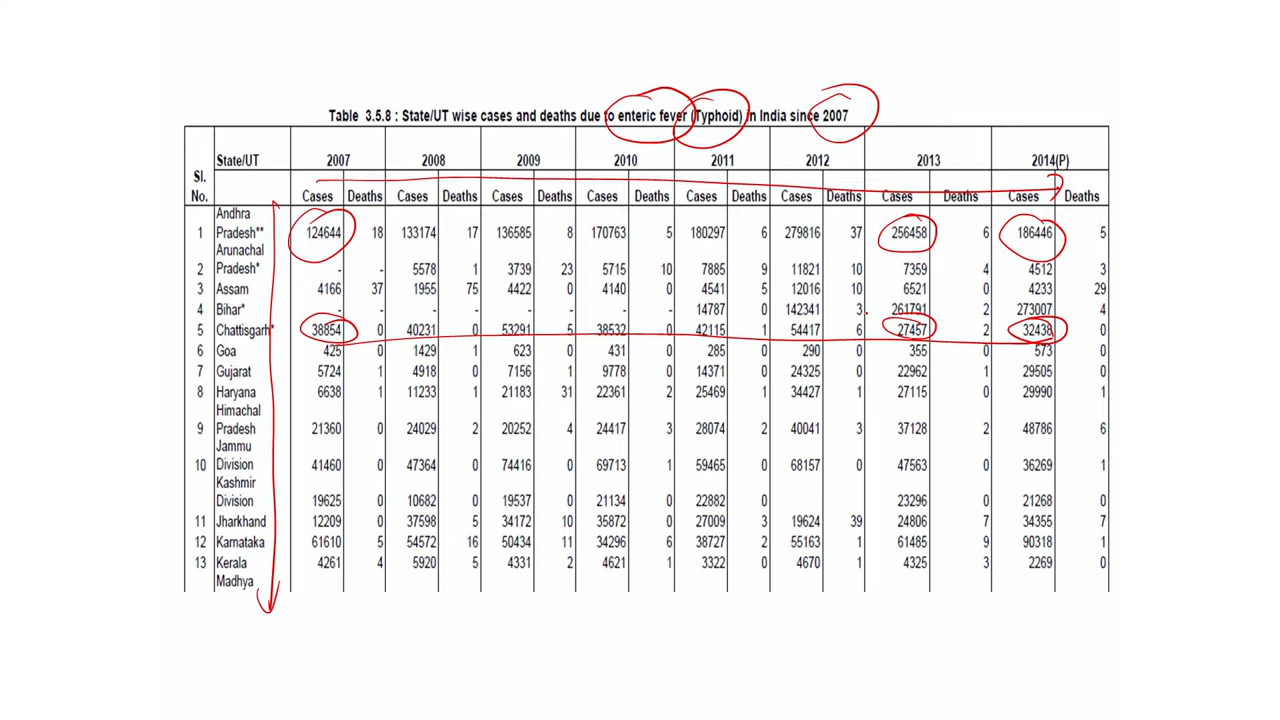 Table 3.5.8 : State/UT wise cases and deaths due to enteric fever (Typhoid) in India since 2007
State/UT 2007 2008 2009 2010 2011 2012 2013 2014(P)
Sl.
No. Cases Deaths Cases Deaths Cases Deaths Cases Deaths Cases Deaths Cases Deaths Cases Deaths Cases Deaths
Andhra
1 Pradesh** 124644 18 133174 17 136585 8 170763 5 180297 6 279816 37 256458 6 186446 5
Arunachal
2 Pradesh* - - 5578 1 3739 23 5715 10 7885 9 11821 10 7359 4 4512 3
3 Assam 4166 37 1955 75 4422 0 4140 0 4541 5 12016 10 6521 0 4233 29
4 Bihar* - - - - - - - - 14787 0 142341 3 261791 2 273007 4
5 Chattisgarh* 38854 0 40231 0 53291 5 38532 0 42115 1 54417 6 27457 2 32438 0
6 Goa 425 0 1429 1 623 0 431 0 285 0 290 0 355 0 573 0
7 Gujarat 5724 1 4918 0 7156 1 9778 0 14371 0 24325 0 22962 1 29505 0
8 Haryana 6638 1 11233 1 21183 31 22361 2 25469 1 34427 1 27115 0 29990 1
Himachal
9 Pradesh 21360 0 24029 2 20252 4 24417 3 28074 2 40041 3 37128 2 48786 6
Jammu
10 Division 41460 0 47364 0 74416 0 69713 1 59465 0 68157 0 47563 0 36269 1
Kashmir
Division 19625 0 10682 0 19537 0 21134 0 22882 0 23296 0 21268 0
11 Jharkhand 12209 0 37598 5 34172 10 35872 0 27009 3 19624 39 24806 7 34355 7
12 Karnataka 61610 5 54572 16 50434 11 34296 6 38727 2 55163 1 61485 9 90318 1
13 Kerala 4261 4 5920 5 4331 2 4621 1 3322 0 4670 1 4325 3 2269 0
Madhya